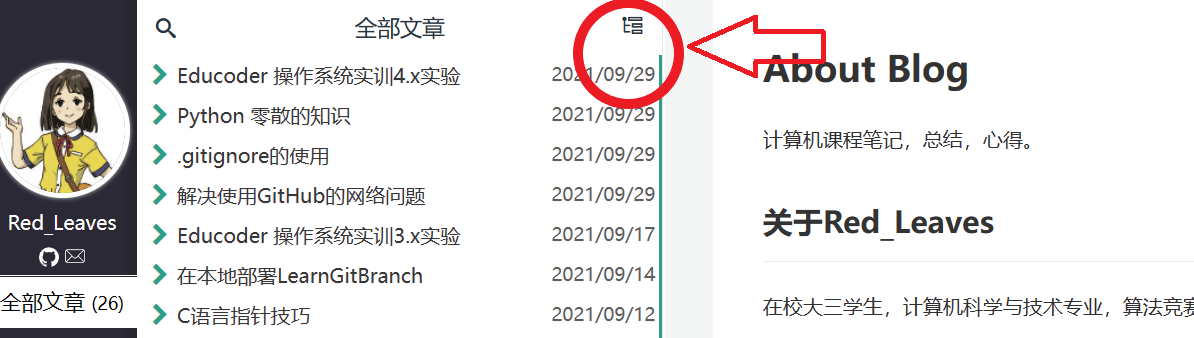 全部文章
Educoder 操作系统实训|4.x实验 2021/09/29
Python 零散的知识 2021/09/29
.gitignore的使用 2021/09/29
解决使用GitHub的网络问题 2021/09/29
Educoder 操作系统实训|3.x实验 2021/09/17
在本地部署LearnGitBranch 2021/09/14
C语言指针技巧 2021/09/12
Red_Leaves
全部文章 (26)
About Blog
计算机课程笔记，总结，心得。
关于Red_Leaves
在校大三学生，计算机科学与技术专业，算法竞赛